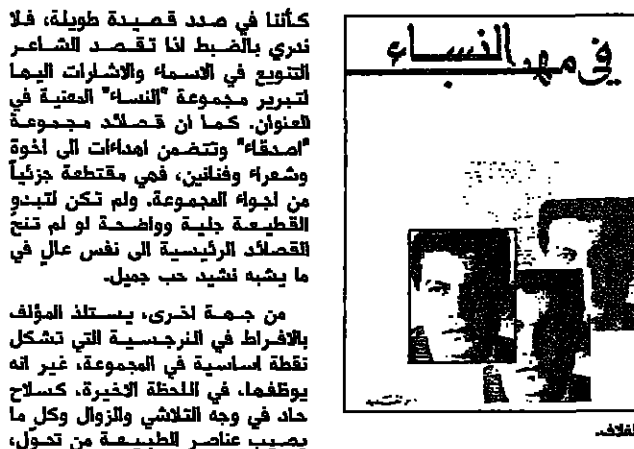 كأننا في صدد قصيدة طويلة، فلا
ندري بالضبط اذا تقصد الشاعر
التنويع في الاسماء والاشارات اليها
لتبرير مجموعة "النساء" المعنية في
العنوان. كما ان قصائد مجموعة
"اصدقاء" وتتضمن اهداءات الى اخوة
وشعراء وفنانين، فهي مقتطعة جزئياً
من اجواء المجموعة. ولم تكن لتبدو
القطيعة جلية وواضحة لو لم تنحُ
القصائد الرئيسية الى نفس عالٍ في
ما يشبه نشيد حب جميل.
من جهة اخرى، يستلذ المؤلف
بالافراط في النرجسية التي تشكل
نقطة اساسية في المجموعة، غير انه
يوظفها، في اللحظة الاخيرة، كسلاح
حاد في وجه التلاشي والزوال وكل ما
يصيب عناصر الطبيعة من تحوّل،
في مهد النساء
الغلاف.